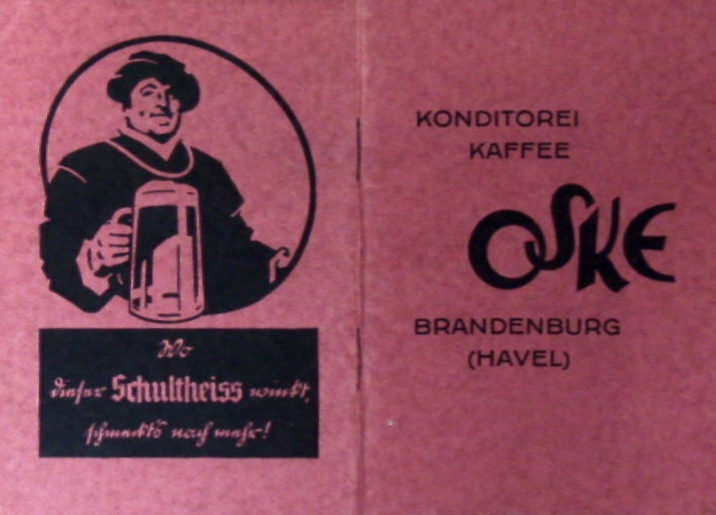 Wo
dieser Schultheiss winkt,
schmeckt's nach mehr!
KONDITOREI
KAFFEE
OSKE
BRANDENBURG
(HAVEL)